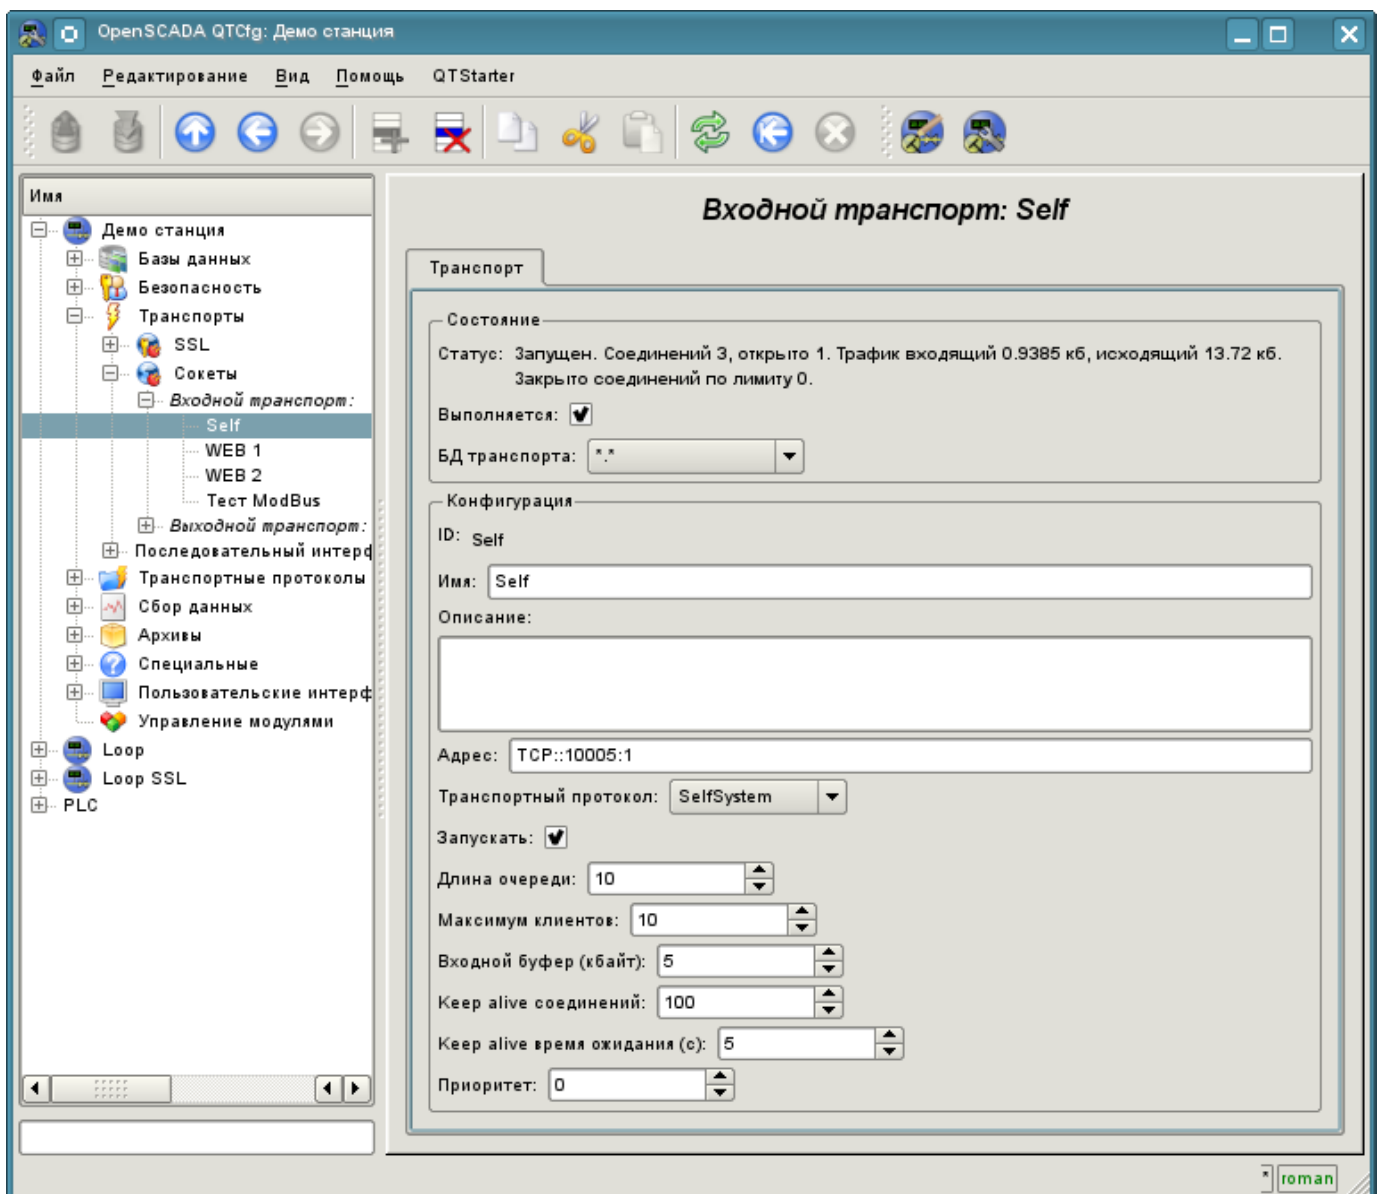 OpenSCADA QTCfg: Демо станция
Файл Редактирование Вид Помощь QTStarter
Имя
Демо станция
Базы данных
Безопасность
Транспорты
SSL
Сокеты
Входной транспорт:
Self
WEB 1
WEB 2
Тест ModBus
Выходной транспорт:
Последовательный интерф
Транспортные протоколы
Сбор данных
Архивы
Специальные
Пользовательские интерф
Управление модулями
Loop
Loop SSL
PLC
Входной транспорт: Self
Транспорт
Состояние
Статус: Запущен. Соединений 3, открыто 1. Трафик входящий 0.9385 кб, исходящий 13.72 кб.
Закрыто соединений по лимиту 0.
Выполняется:
БД транспорта: *.*
Конфигурация
ID: Self
Имя: Self
Описание:
Адрес: TCP::10005:1
Транспортный протокол: SelfSystem
Запускать:
Длина очереди: 10
Максимум клиентов: 10
Входной буфер (кбайт): 5
Keep alive соединений: 100
Keep alive время ожидания (с): 5
Приоритет: 0
* roman